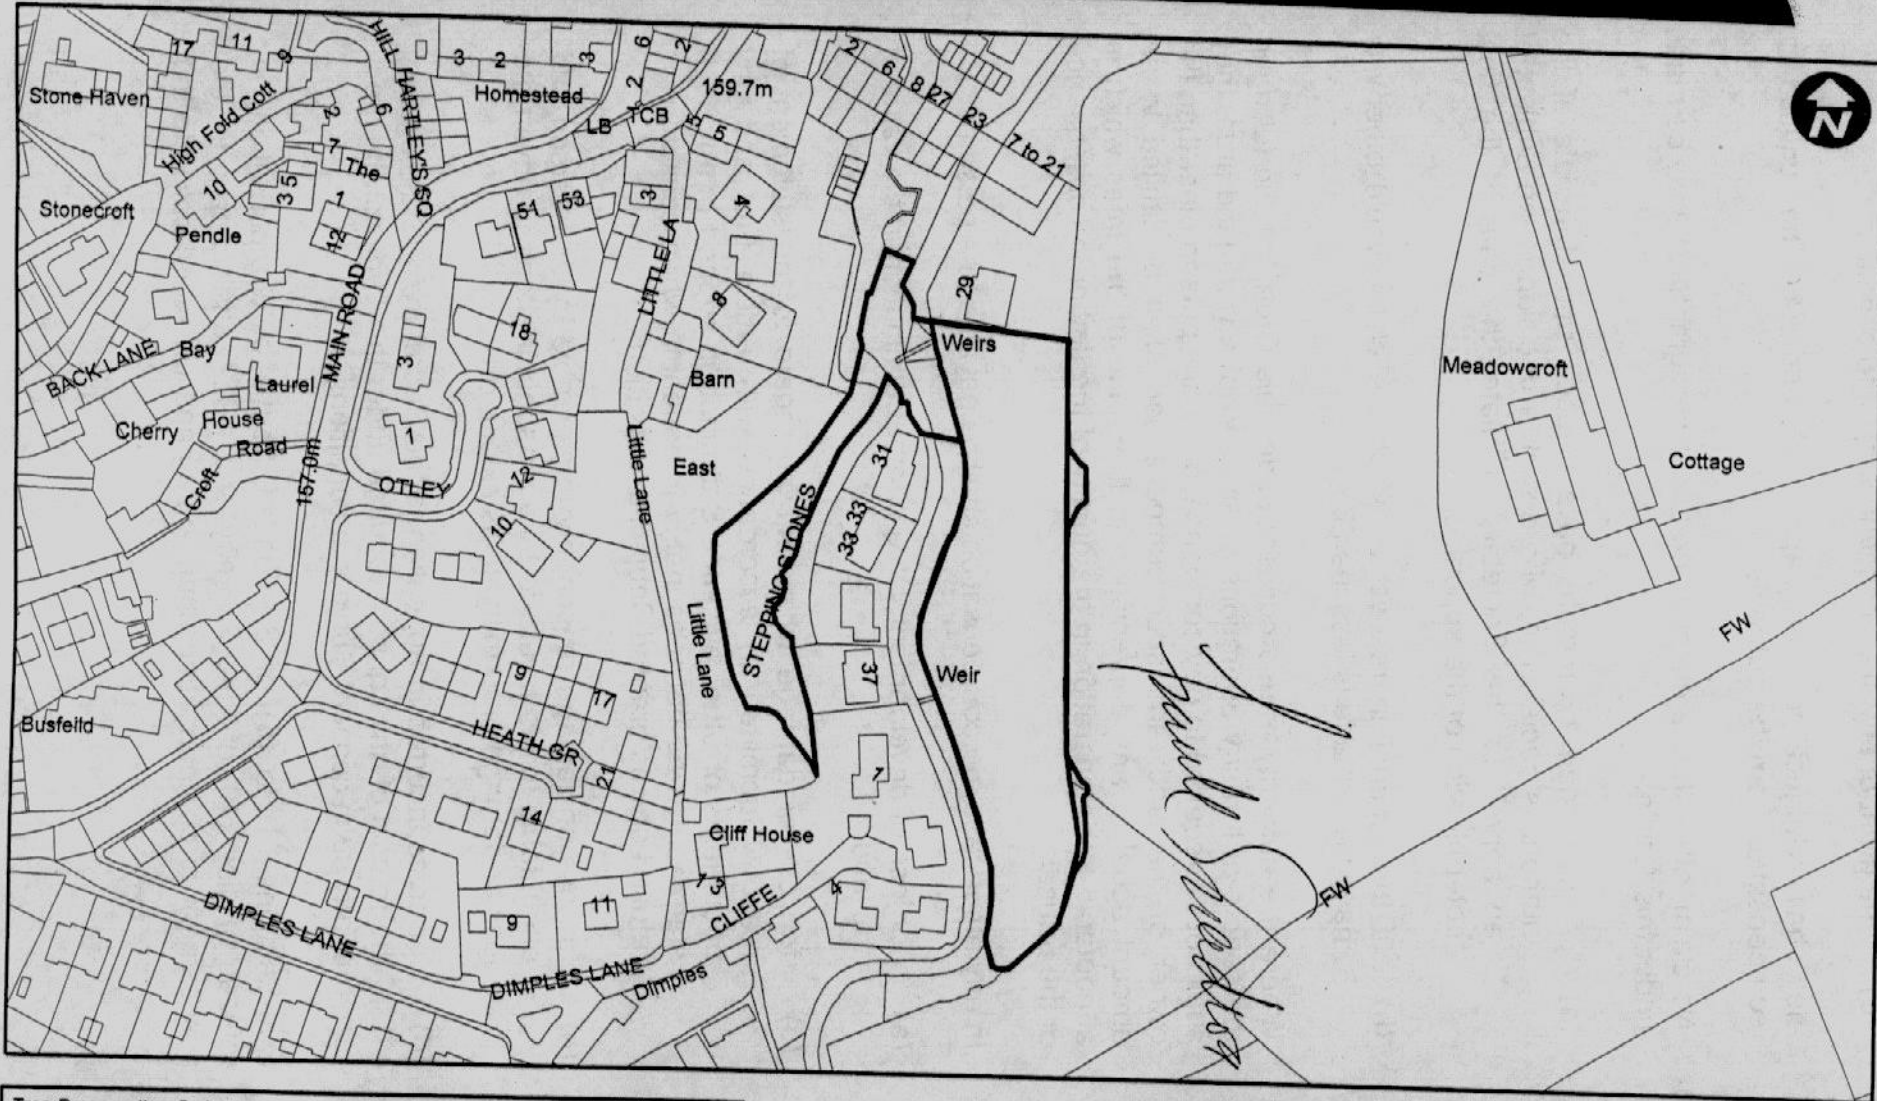 17
11
9
HILL
3
2
3
6
2
2
159.7m
2
6
8
27
23
7 to 21
N
Stone Haven
High Fold Cott
2
6
HARTLEY'S SQ
Homestead
LB
TCB
5
5
7
The
10
3 5
1
12
Stonecroft
Pendle
51
53
3
4
LITTLE LA
MAIN ROAD
29
8
18
3
Weirs
BACK LANE
Bay
Laurel
Barn
Meadowcroft
Cherry
House
Road
Croft
1
157.0m
OTLEY
12
10
Little Lane
East
31
Cottage
33
33
STEPPING STONES
Little Lane
37
Weir
FW
Busfeild
9
17
HEATH GR
21
14
7
Cliff House
1
3
CLIFFE
4
FW
DIMPLES LANE
9
11
DIMPLES LANE
Dimples